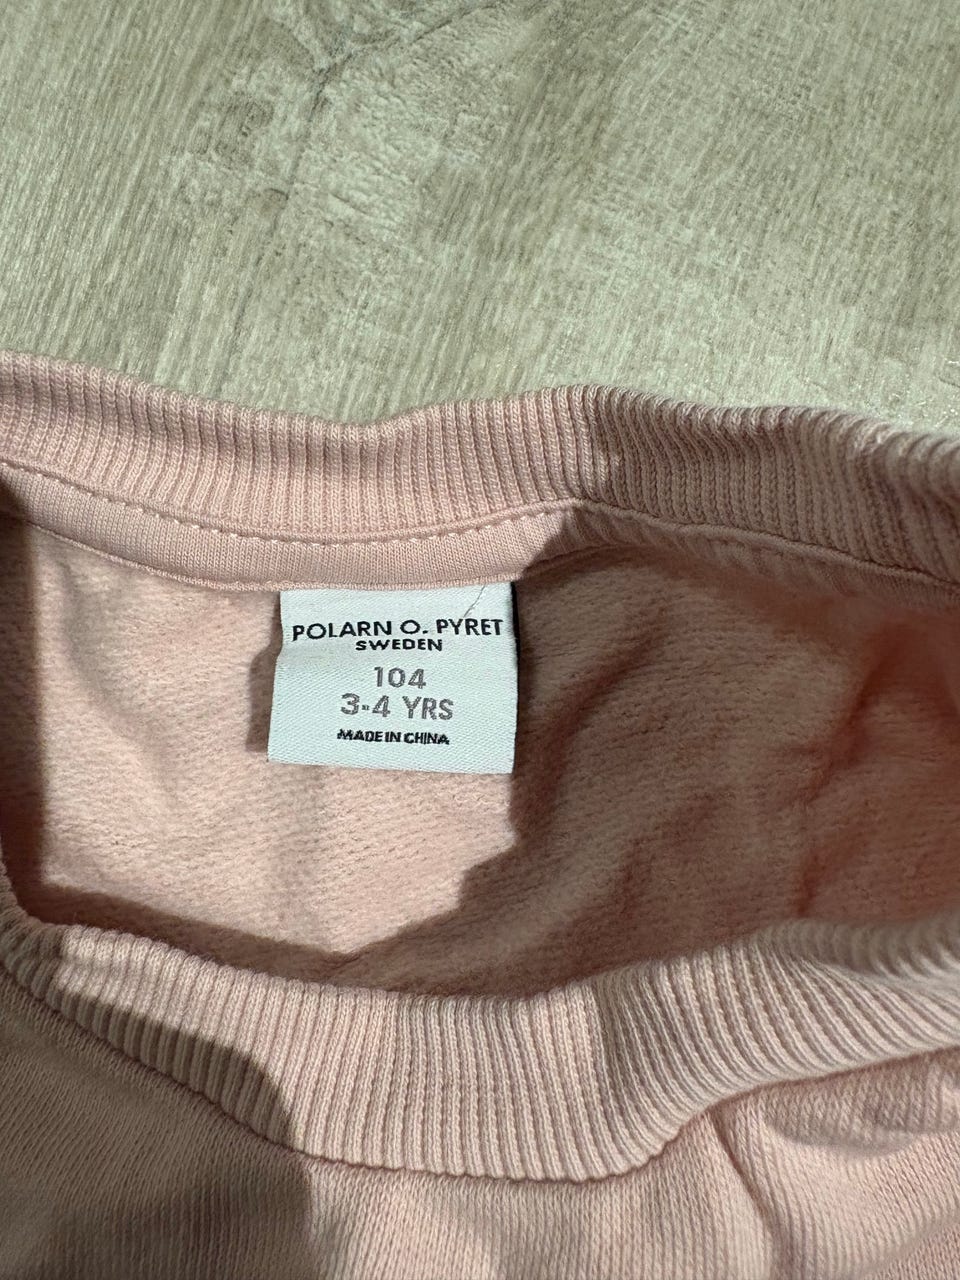 POLARN O. PYRET
SWEDEN
104
3-4 YRS
MADE IN CHINA